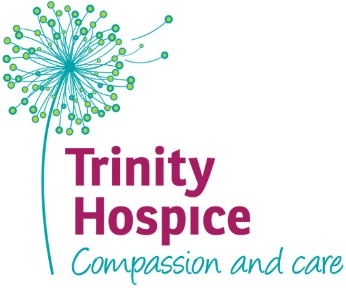 Trinity
Hospice
Compassion and care